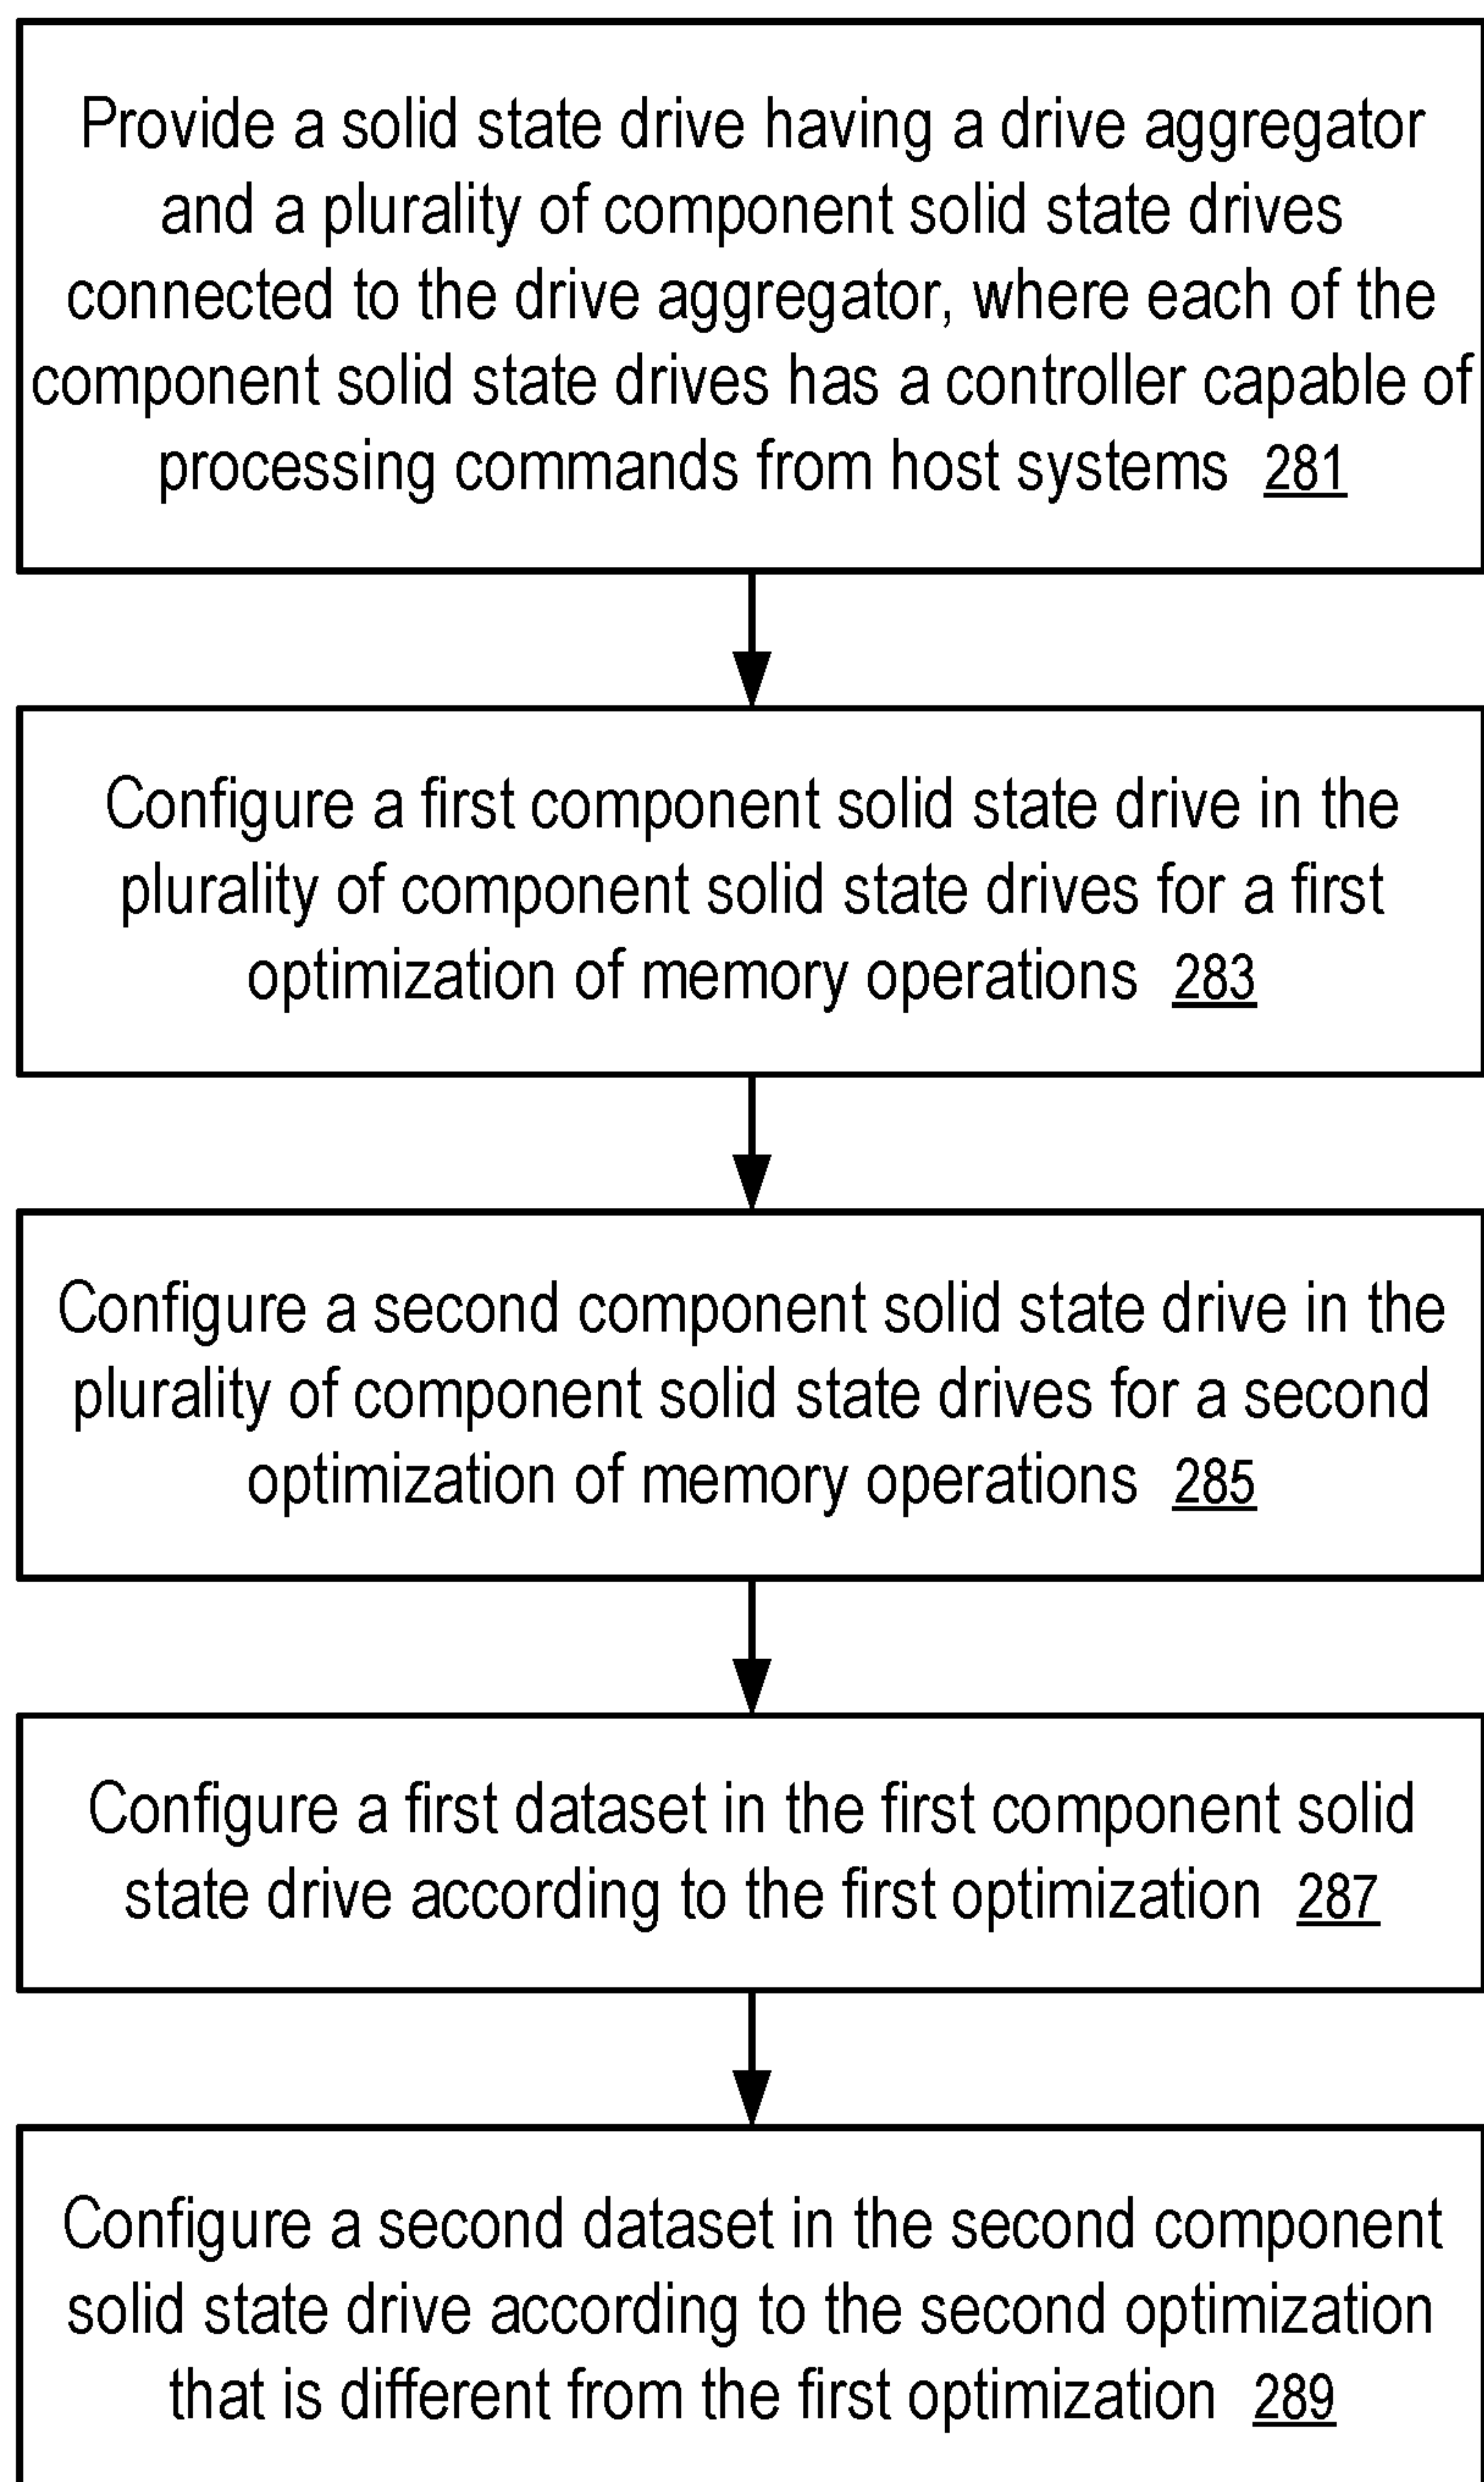 Provide a solid state drive having a drive aggregator
and a plurality of component solid state drives
connected to the drive aggregator, where each of the
component solid state drives has a controller capable of
processing commands from host systems 281
Configure a first component solid state drive in the
plurality of component solid state drives for a first
optimization of memory operations 283
Configure a second component solid state drive in the
plurality of component solid state drives for a second
optimization of memory operations 285
Configure a first dataset in the first component solid
state drive according to the first optimization 287
Configure a second dataset in the second component
solid state drive according to the second optimization
that is different from the first optimization 289